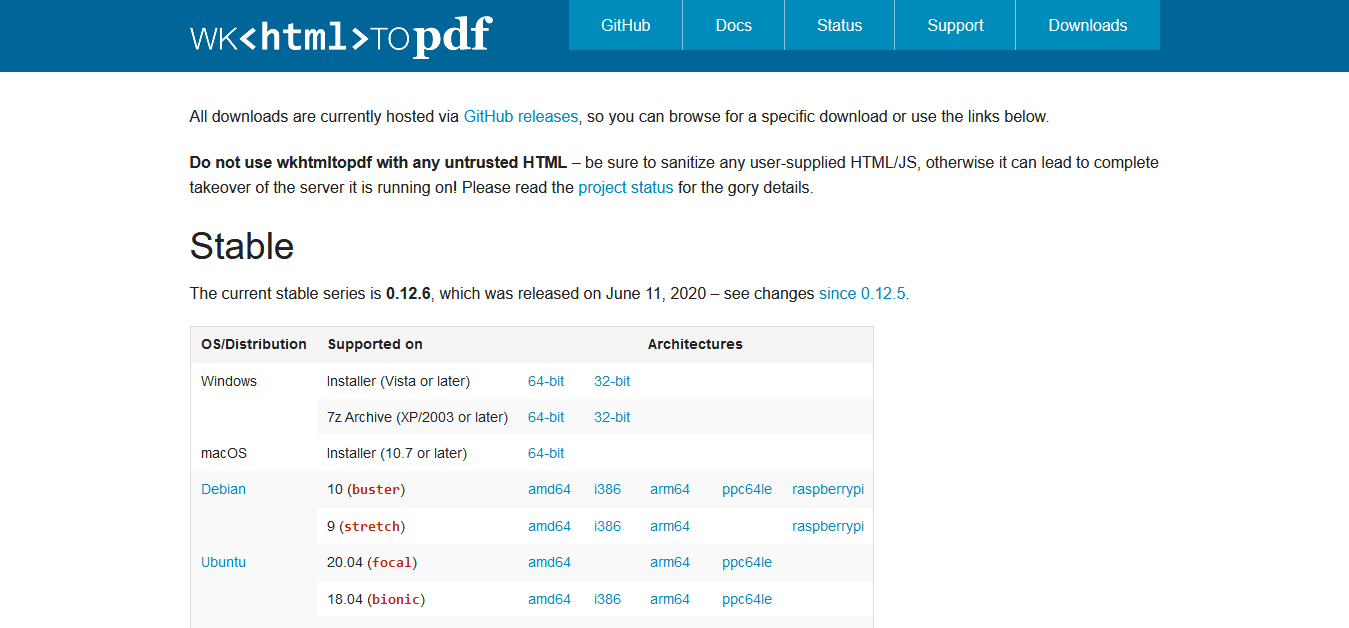 WK<html>TOpdf
GitHub Docs Status Support Downloads
All downloads are currently hosted via GitHub releases, so you can browse for a specific download or use the links below.
Do not use wkhtmltopdf with any untrusted HTML – be sure to sanitize any user-supplied HTML/JS, otherwise it can lead to complete
takeover of the server it is running on! Please read the project status for the gory details.
Stable
The current stable series is 0.12.6, which was released on June 11, 2020 – see changes since 0.12.5.
OS/Distribution Supported on Architectures
Windows Installer (Vista or later) 64-bit 32-bit
7z Archive (XP/2003 or later) 64-bit 32-bit
macOS Installer (10.7 or later) 64-bit
Debian 10 (buster) amd64 i386 arm64 ppc64le raspberrypi
9 (stretch) amd64 i386 arm64 raspberrypi
Ubuntu 20.04 (focal) amd64 arm64 ppc64le
18.04 (bionic) amd64 i386 arm64 ppc64le